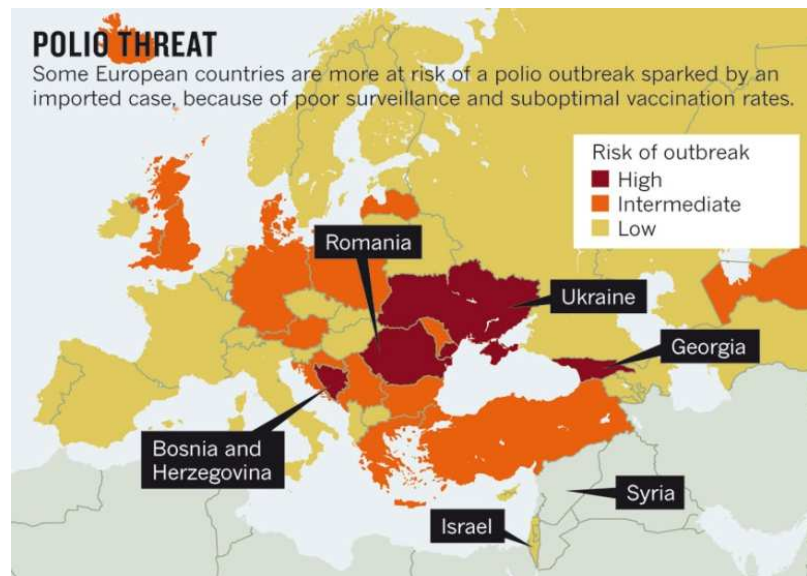 POLIO THREAT
Some European countries are more at risk of a polio outbreak sparked by an
imported case, because of poor surveillance and suboptimal vaccination rates.
Risk of outbreak
High
Intermediate
Low
Romania
Ukraine
Georgia
Bosnia and
Herzegovina
Syria
Israel